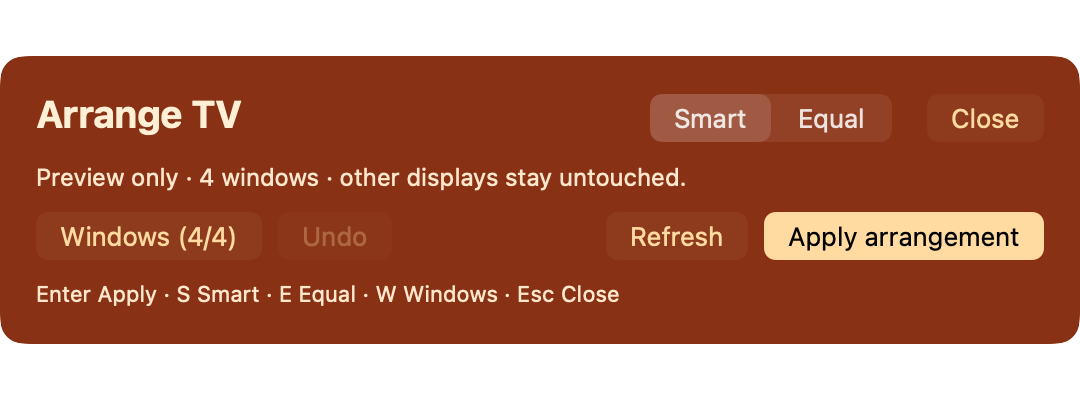 Arrange TV Smart Equal Close
Preview only · 4 windows · other displays stay untouched.
Windows (4/4) Undo Refresh Apply arrangement
Enter Apply · S Smart · E Equal · W Windows · Esc Close